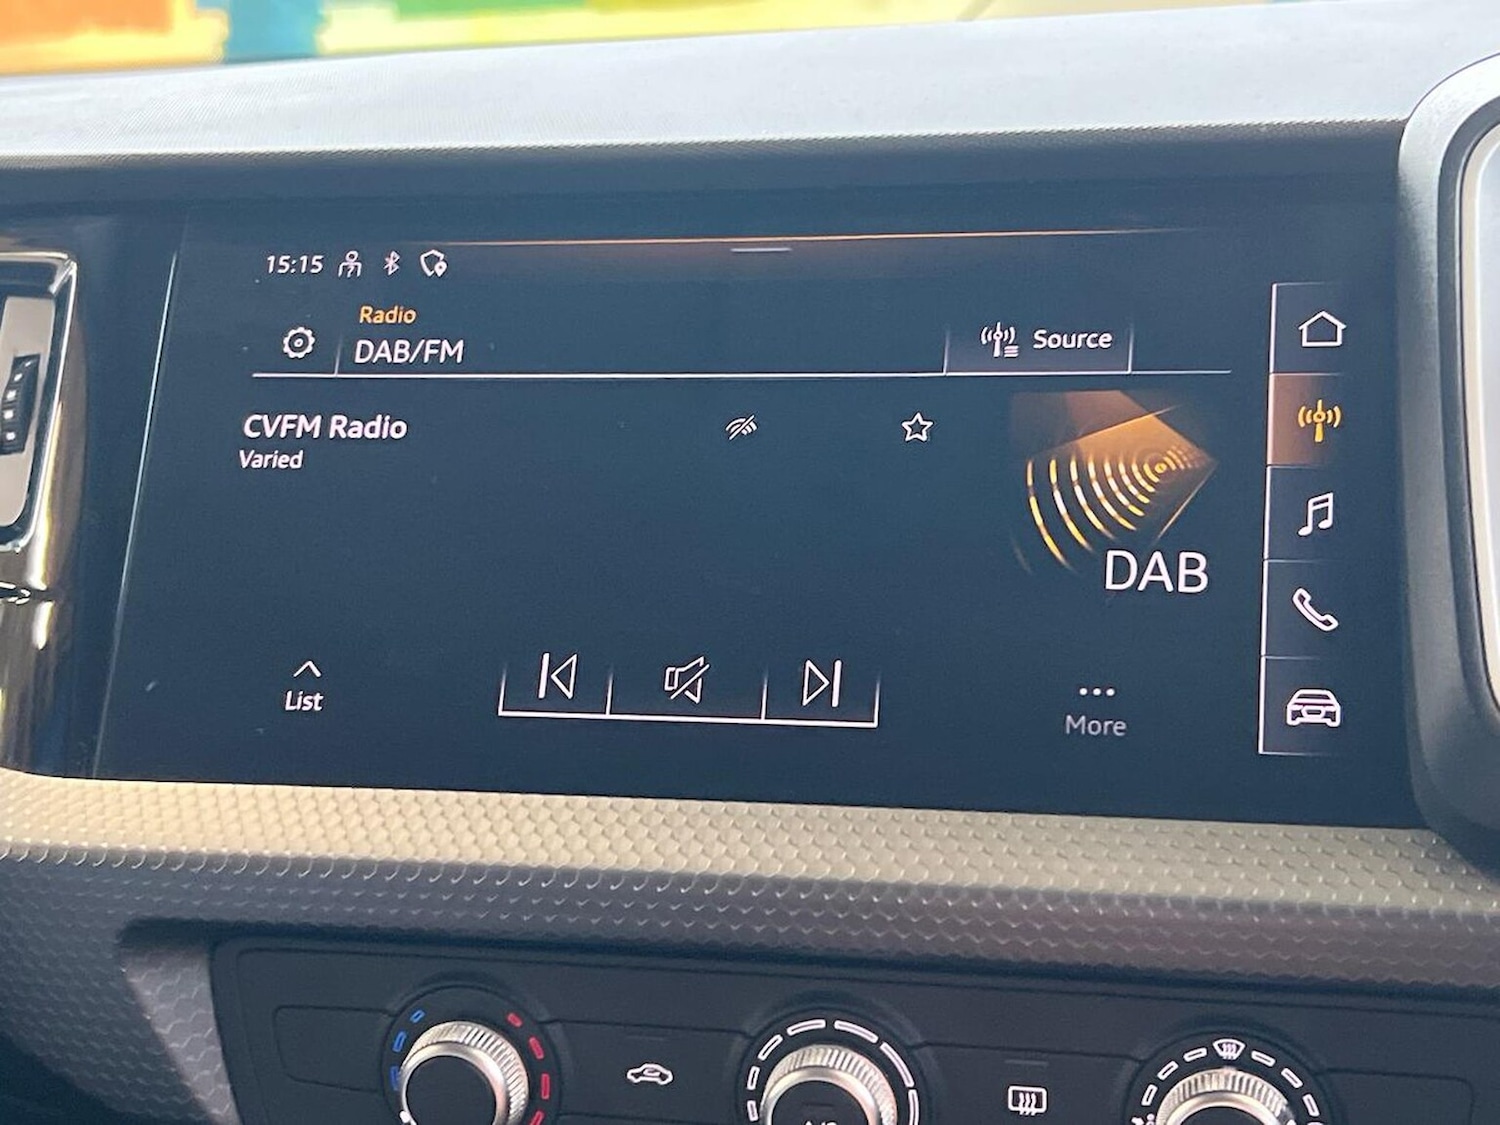 15:15
Radio
DAB/FM
Source
CVFM Radio
Varied
DAB
List
More